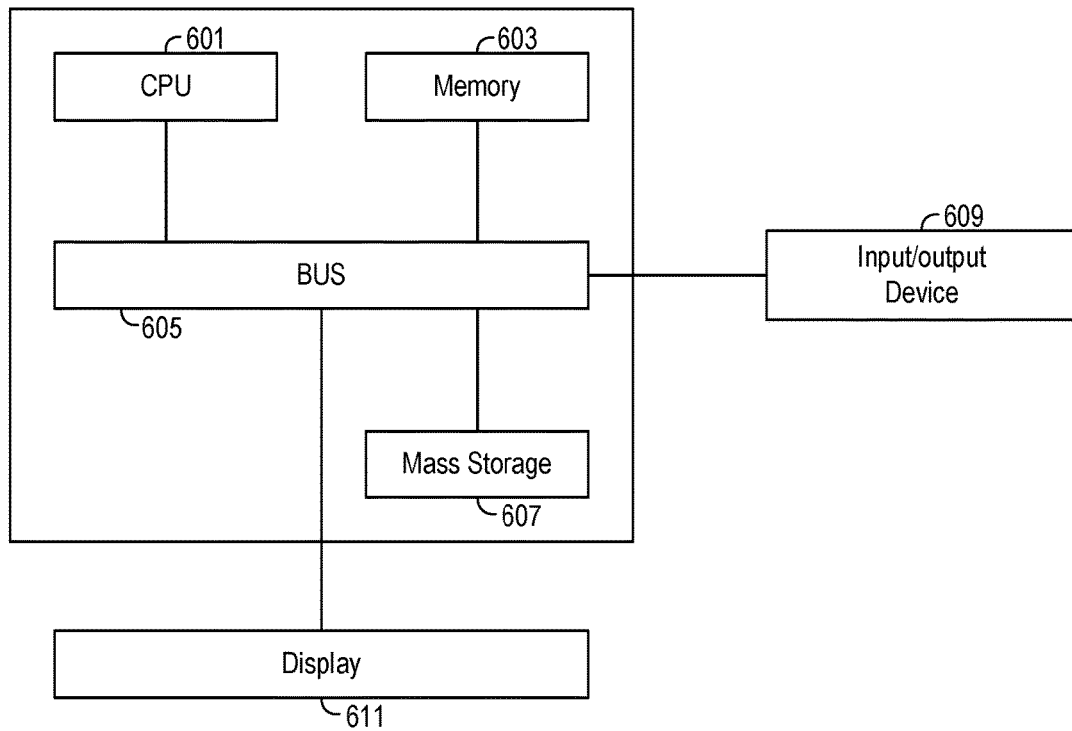 601
CPU
603
Memory
609
Input/output
Device
BUS
605
Mass Storage
607
Display
611